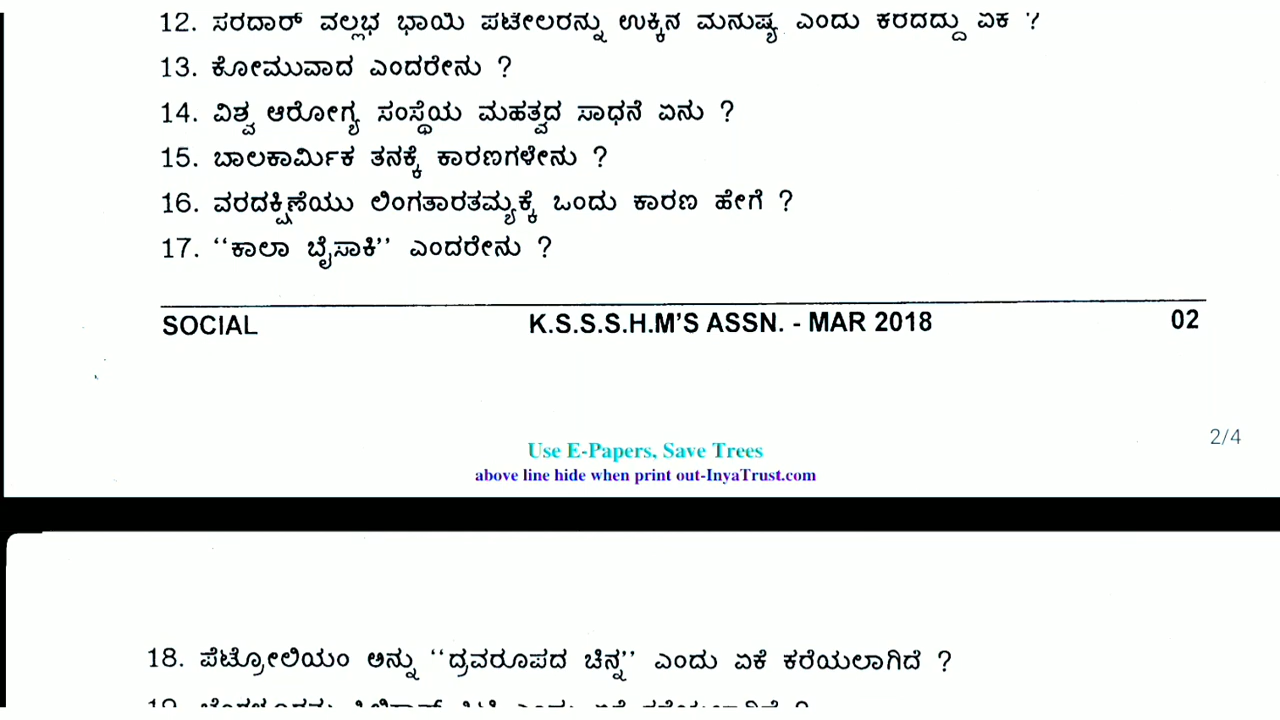 12. ಸರದಾರ್ ವಲ್ಲಭ ಭಾಯಿ ಪಟೇಲರನ್ನು ಉಕ್ಕಿನ ಮನುಷ್ಯ ಎಂದು ಕರೆದದ್ದು ಏಕೆ ?
13. ಕೋಮುವಾದ ಎಂದರೇನು ?
14. ವಿಶ್ವ ಆರೋಗ್ಯ ಸಂಸ್ಥೆಯ ಮಹತ್ವದ ಸಾಧನೆ ಏನು ?
15. ಬಾಲಕಾರ್ಮಿಕ ತನಕ್ಕೆ ಕಾರಣಗಳೇನು ?
16. ವರದಕ್ಷಿಣೆಯು ಲಿಂಗತಾರತಮ್ಯಕ್ಕೆ ಒಂದು ಕಾರಣ ಹೇಗೆ ?
17. “ಕಾಲಾ ಬೈಸಾಕಿ” ಎಂದರೇನು ?
SOCIAL K.S.S.S.H.M'S ASSN. - MAR 2018 02
2/4
Use E-Papers, Save Trees
above line hide when print out-InyaTrust.com
18. ಪೆಟ್ರೋಲಿಯಂ ಅನ್ನು “ದ್ರವರೂಪದ ಚಿನ್ನ” ಎಂದು ಏಕೆ ಕರೆಯಲಾಗಿದೆ ?